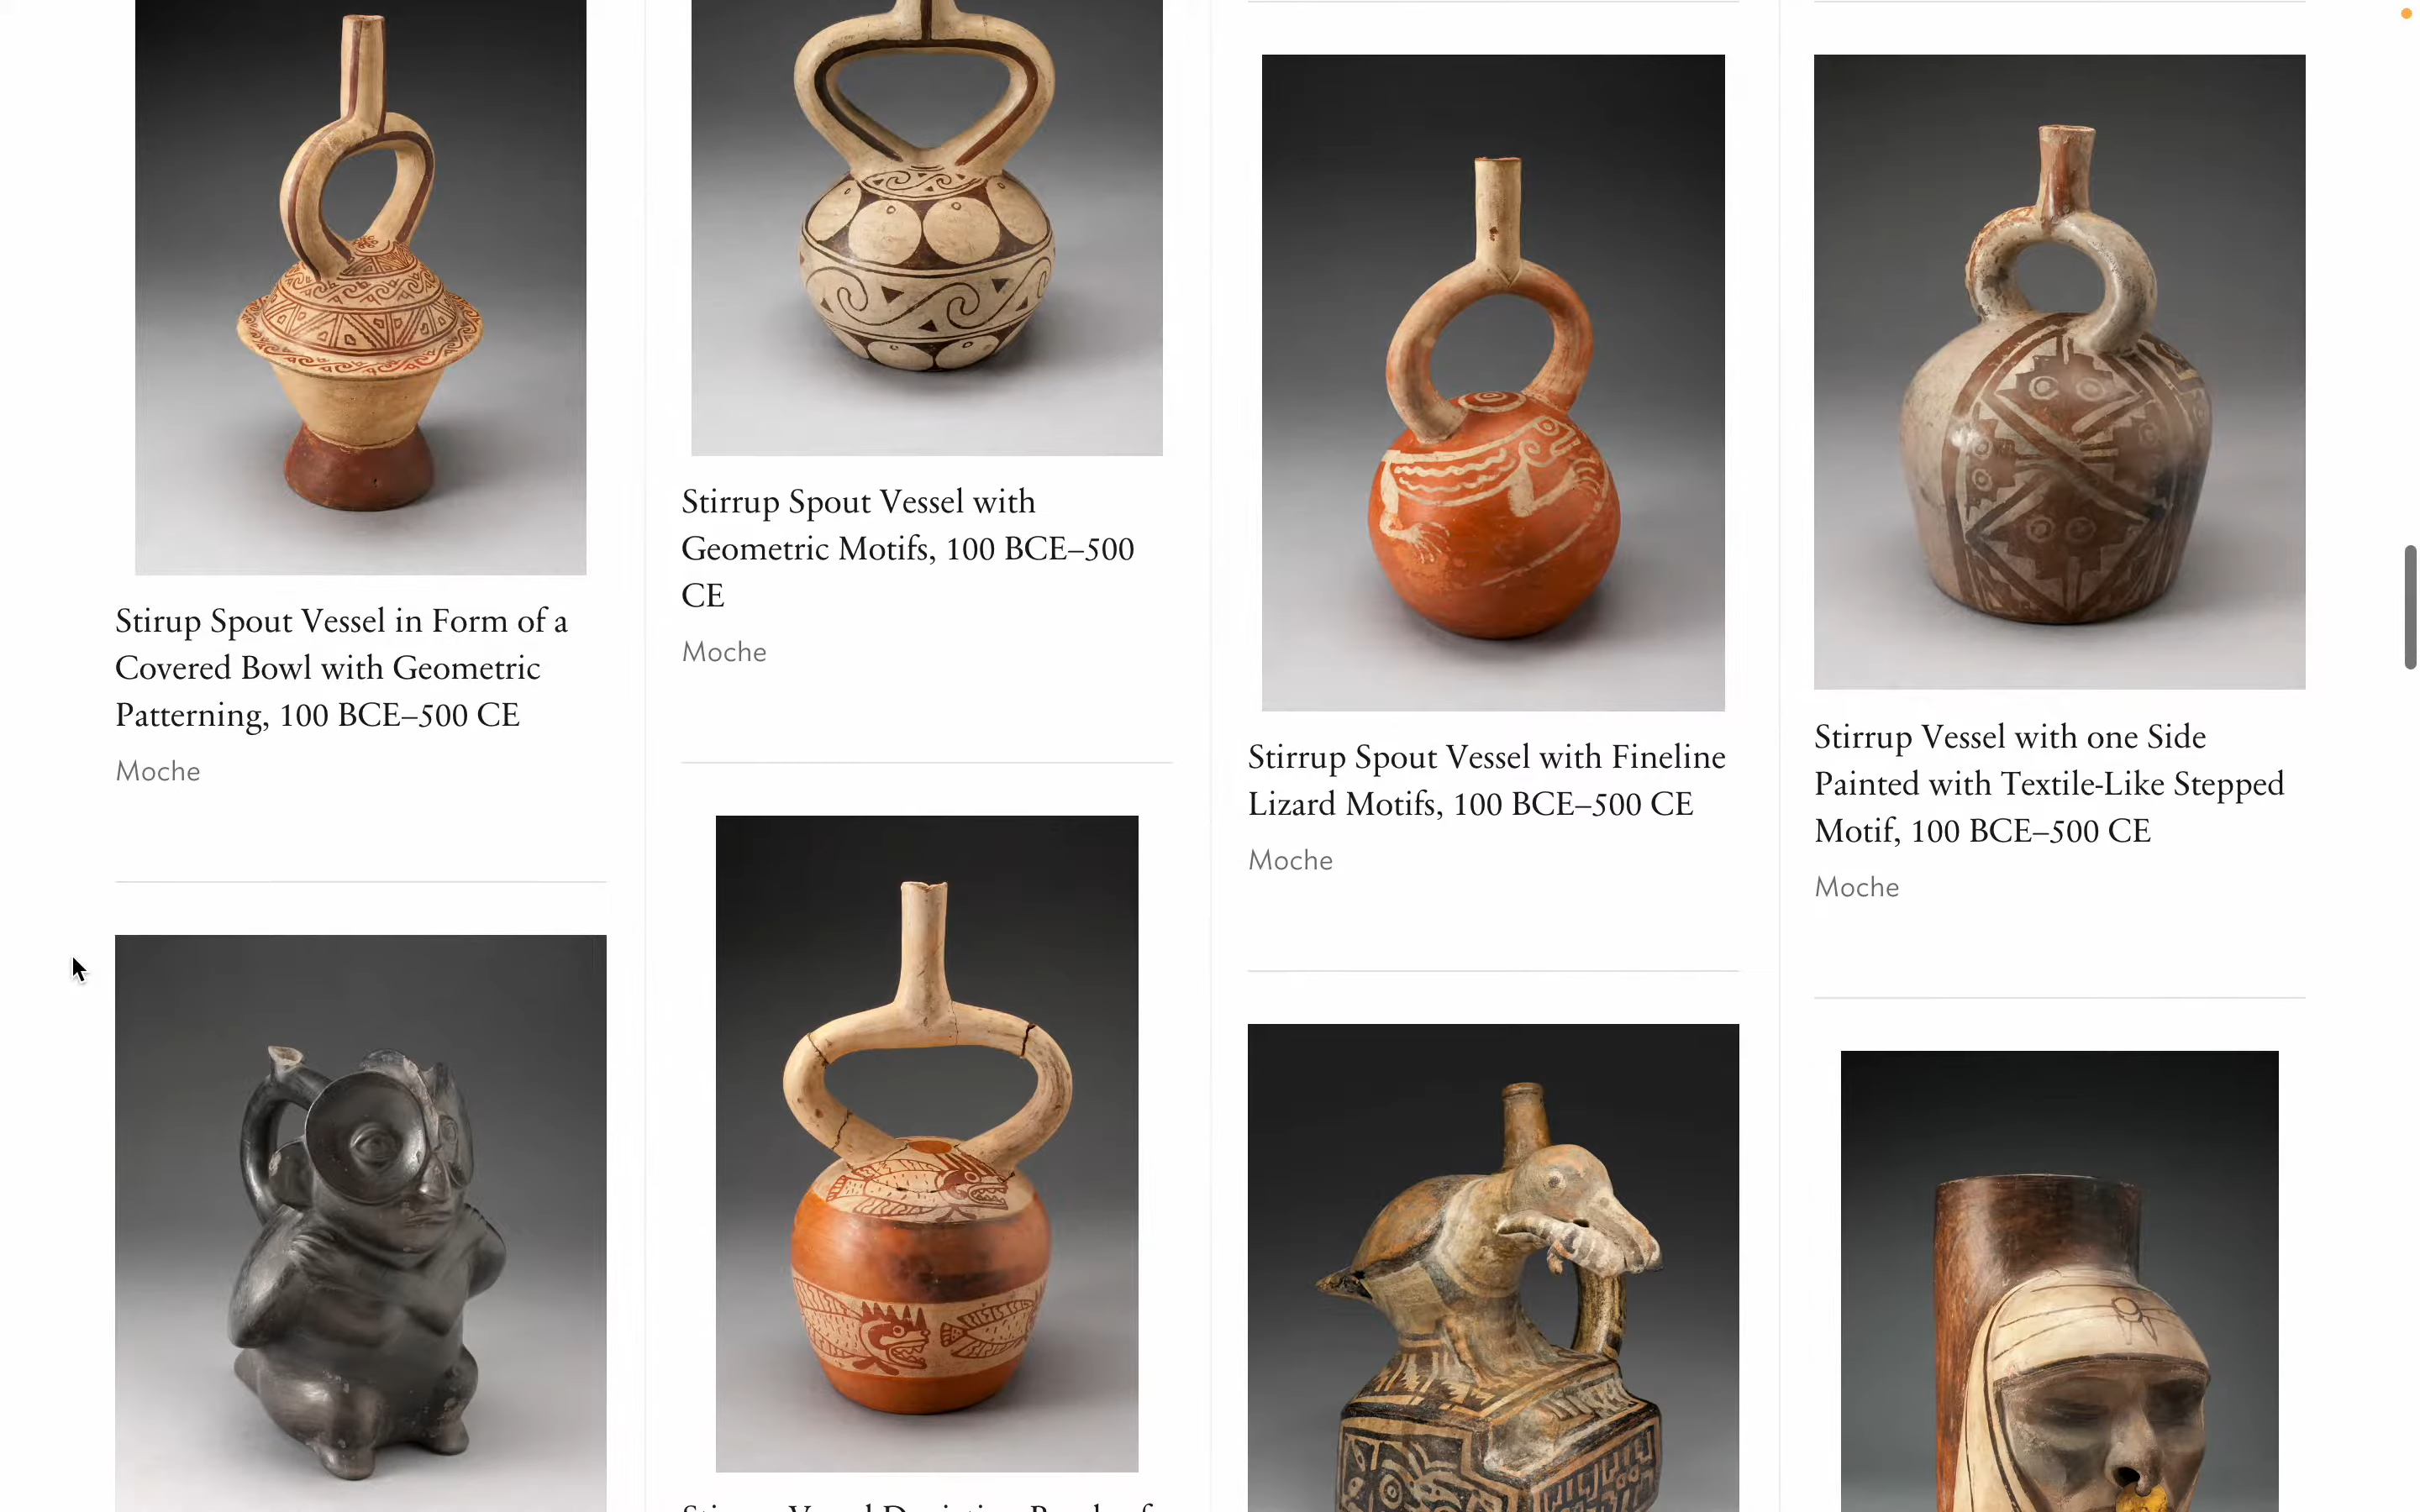 Stirup Spout Vessel in Form of a
Covered Bowl with Geometric
Patterning, 100 BCE–500 CE
Moche
Stirrup Spout Vessel with
Geometric Motifs, 100 BCE–500
CE
Moche
Stirrup Spout Vessel with Fineline
Lizard Motifs, 100 BCE–500 CE
Moche
Stirrup Vessel with one Side
Painted with Textile-Like Stepped
Motif, 100 BCE–500 CE
Moche